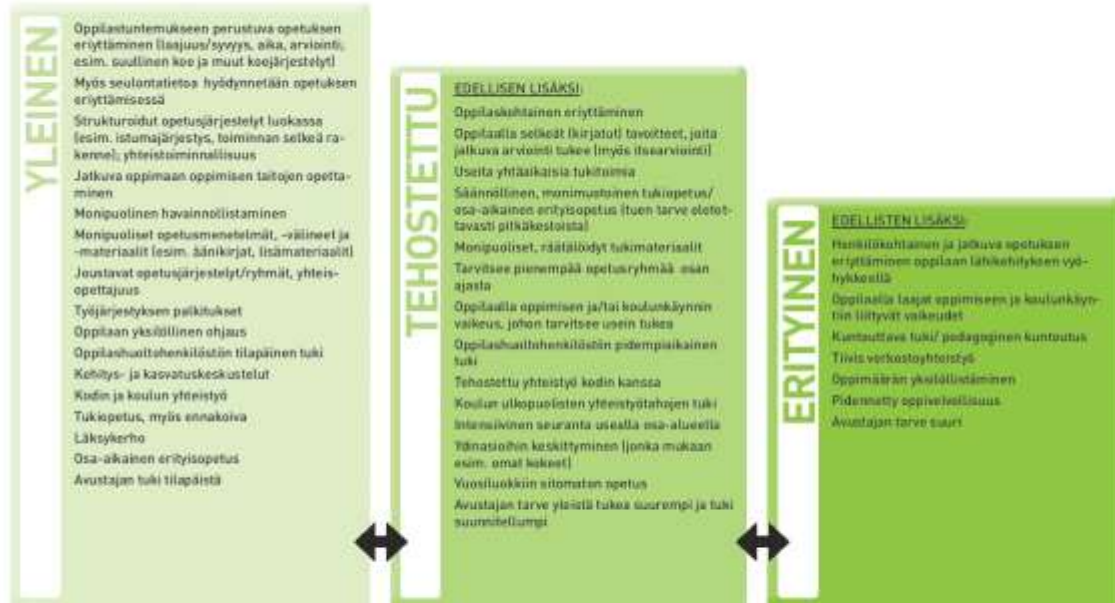 YLEINEN
Oppilastuntemukseen perustuva opetuksen
eriyttäminen (laajuus/syvyys, aika, arviointi,
esim. suullinen koe ja muut koejärjestelyt)
Myös seulontatietoa hyödynnetään opetuksen
eriyttämisessä
Strukturoidut opetusjärjestelyt luokassa
(esim. istumajärjestys, toiminnan selkeä ra-
kenne); yhteistoiminnallisuus
Jatkuva oppimaan oppimisen taitojen opetta-
minen
Monipuolinen havainnollistaminen
Monipuoliset opetusmenetelmät, -välineet ja
-materiaalit (esim. äänikirjat, lisämateriaalit)
Joustavat opetusjärjestelyt/ryhmät, yhteis-
opettajuus
Työjärjestyksen palkitukset
Oppilaan yksilöllinen ohjaus
Oppilashuoltohenkilöstön tilapäinen tuki
Kehitys- ja kasvatuskeskustelut
Kodin ja koulun yhteistyö
Tukiopetus, myös ennakoiva
Läksykerho
Osa-aikainen erityisopetus
Avustajan tuki tilapäistä
TEHOSTETTU
EDELLISEN LISÄKSI:
Oppilaskohtainen eriyttäminen
Oppilaalla selkeät (kirjatut) tavoitteet, joita
jatkuva arviointi tukee (myös itsearviointi)
Useita yhtäaikaisia tukitoimia
Säännöllinen, monimuotoinen tukiopetus/
osa-aikainen erityisopetus (tuen tarve oletet-
tavasti pitkäkestoista)
Monipuoliset, räätälöidyt tukimateriaalit
Tarvitsee pienempää opetusryhmää osan
ajasta
Oppilaalla oppimisen ja/tai koulunkäynnin
vaikeus, johon tarvitsee usein tukea
Oppilashuoltohenkilöstön pidempiaikainen
tuki
Tehostettu yhteistyö kodin kanssa
Koulun ulkopuolisten yhteistyötahojen tuki
Intensiivinen seuranta usealla osa-alueella
Ydinasioihin keskittyminen (jonka mukaan
esim. omat kokeet)
Vuosiluokkiin sitomaton opetus
Avustajan tarve yleistä tukea suurempi ja tuki
suunnitellumpi
ERITYINEN
EDELLISTEN LISÄKSI:
Henkilökohtainen ja jatkuva opetuksen
eriyttäminen oppilaan lähikehityksen vyö-
hykkeellä
Oppilaalla laajat oppimiseen ja koulunkäyn-
tiin liittyvät vaikeudet
Kuntouttava tuki/ pedagoginen kuntoutus
Tiivis verkostoyhteistyö
Oppimäärän yksilöllistäminen
Pidennetty oppivelvollisuus
Avustajan tarve suuri